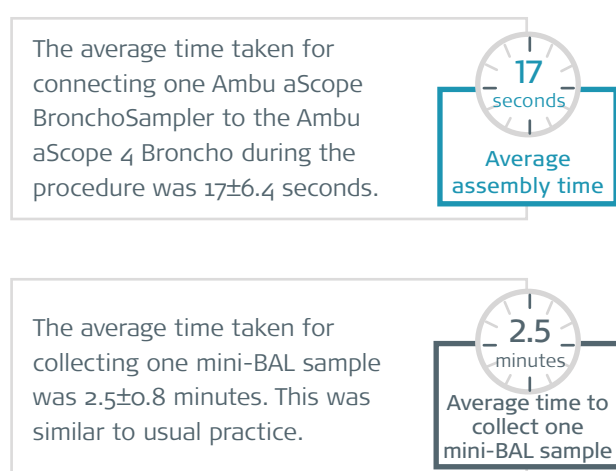 The average time taken for
connecting one Ambu aScope
BronchoSampler to the Ambu
aScope 4 Broncho during the
procedure was 17±6.4 seconds.
17
seconds
Average
assembly time
The average time taken for
collecting one mini-BAL sample
was 2.5±0.8 minutes. This was
similar to usual practice.
2.5
minutes
Average time to
collect one
mini-BAL sample